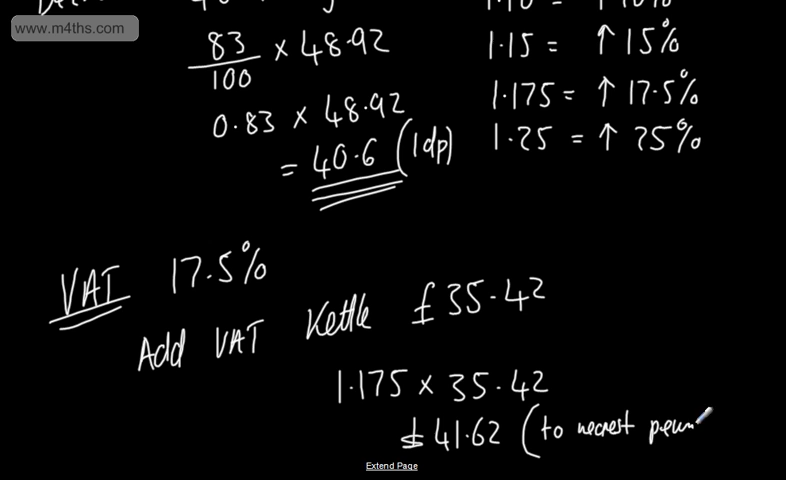 www.m4ths.com
83
100 × 48.92
0.83 × 48.92
= 40.6 (1dp)
1.15 = ↑ 15%
1.175 = ↑ 17.5%
1.25 = ↑ 25%
VAT 17.5%
Add VAT Kettle £35.42
1.175 × 35.42
£41.62 (to nearest penn
Extend Page